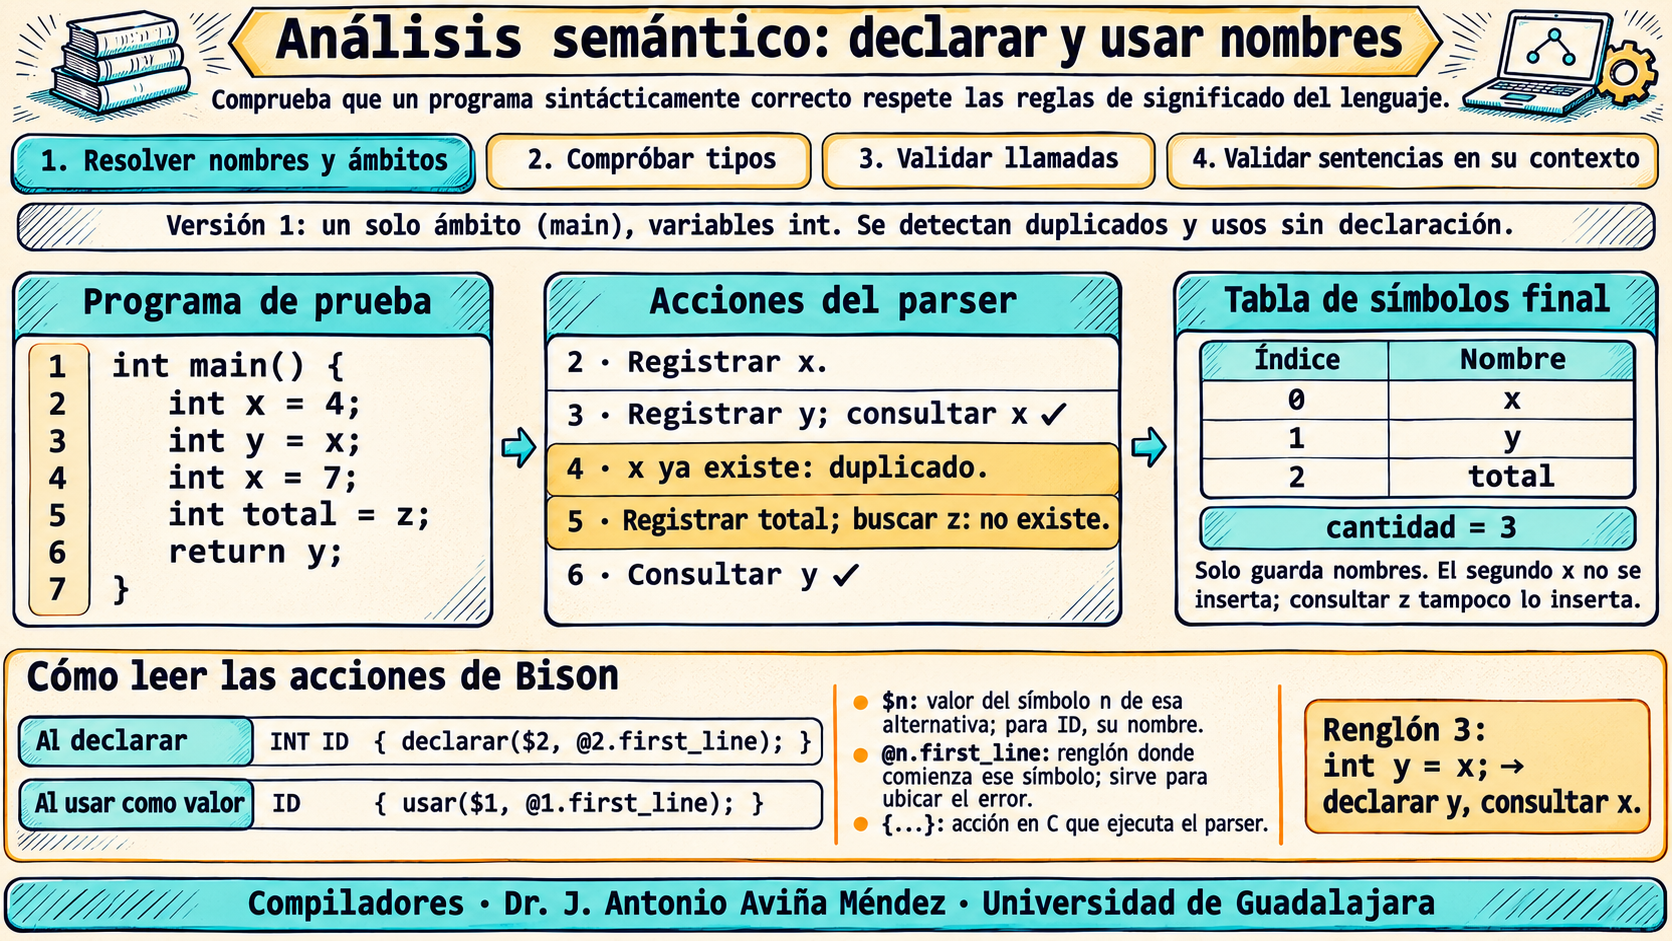 Análisis semántico: declarar y usar nombres
Comprueba que un programa sintácticamente correcto respete las reglas de significado del lenguaje.
1. Resolver nombres y ámbitos
2. Compróbar tipos
3. Validar llamadas
4. Validar sentencias en su contexto
Versión 1: un solo ámbito (main), variables int. Se detectan duplicados y usos sin declaración.
Programa de prueba
1 int main() {
2 int x = 4;
3 int y = x;
4 int x = 7;
5 int total = z;
6 return y;
7 }
Acciones del parser
2 · Registrar x.
3 · Registrar y; consultar x ✓
4 · x ya existe: duplicado.
5 · Registrar total; buscar z: no existe.
6 · Consultar y ✓
Tabla de símbolos final
Índice Nombre
0 x
1 y
2 total
cantidad = 3
Solo guarda nombres. El segundo x no se
inserta; consultar z tampoco lo inserta.
Cómo leer las acciones de Bison
Al declarar INT ID { declarar($2, @2.first_line); }
Al usar como valor ID { usar($1, @1.first_line); }
$n: valor del símbolo n de esa
alternativa; para ID, su nombre.
@n.first_line: renglón donde
comienza ese símbolo; sirve para
ubicar el error.
{...}: acción en C que ejecuta el parser.
Renglón 3:
int y = x; →
declarar y, consultar x.
Compiladores · Dr. J. Antonio Aviña Méndez · Universidad de Guadalajara